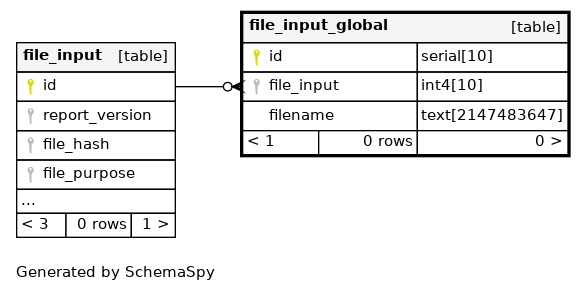 file_input [table]
id
report_version
file_hash
file_purpose
...
< 3 0 rows 1 >
file_input_global [table]
id serial[10]
file_input int4[10]
filename text[2147483647]
< 1 0 rows 0 >
Generated by SchemaSpy